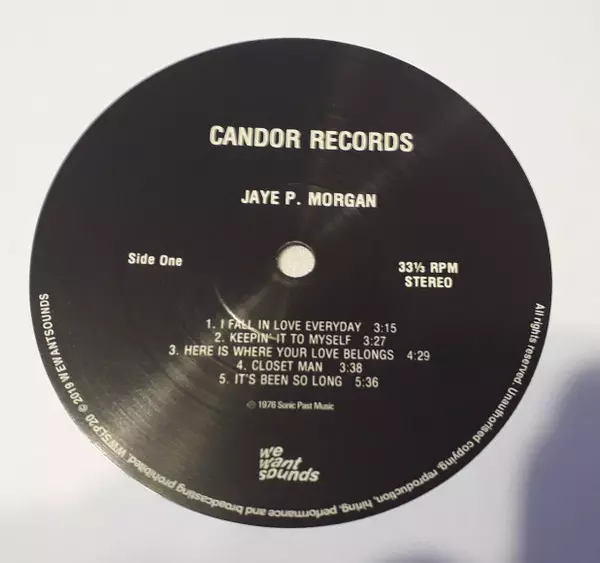 CANDOR RECORDS
JAYE P. MORGAN
Side One
33⅓ RPM
STEREO
1. I FALL IN LOVE EVERYDAY 3:15
2. KEEPIN' IT TO MYSELF 3:27
3. HERE IS WHERE YOUR LOVE BELONGS 4:29
4. CLOSET MAN 3:38
5. IT'S BEEN SO LONG 5:36
℗ 1976 Sonic Past Music
we
want
sounds
All rights reserved. Unauthorised copying, reproduction, hiring, performance and broadcasting prohibited. WWSLP20 © 2019 WEWANTSOUNDS